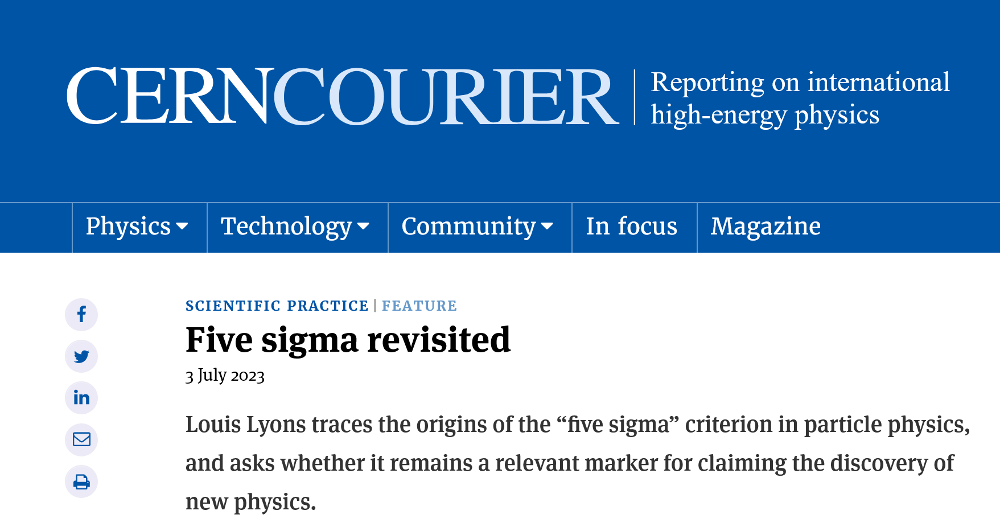 CERNCOURIER
Reporting on international
high-energy physics
Physics
Technology
Community
In focus
Magazine
SCIENTIFIC PRACTICE | FEATURE
Five sigma revisited
3 July 2023
Louis Lyons traces the origins of the “five sigma” criterion in particle physics,
and asks whether it remains a relevant marker for claiming the discovery of
new physics.